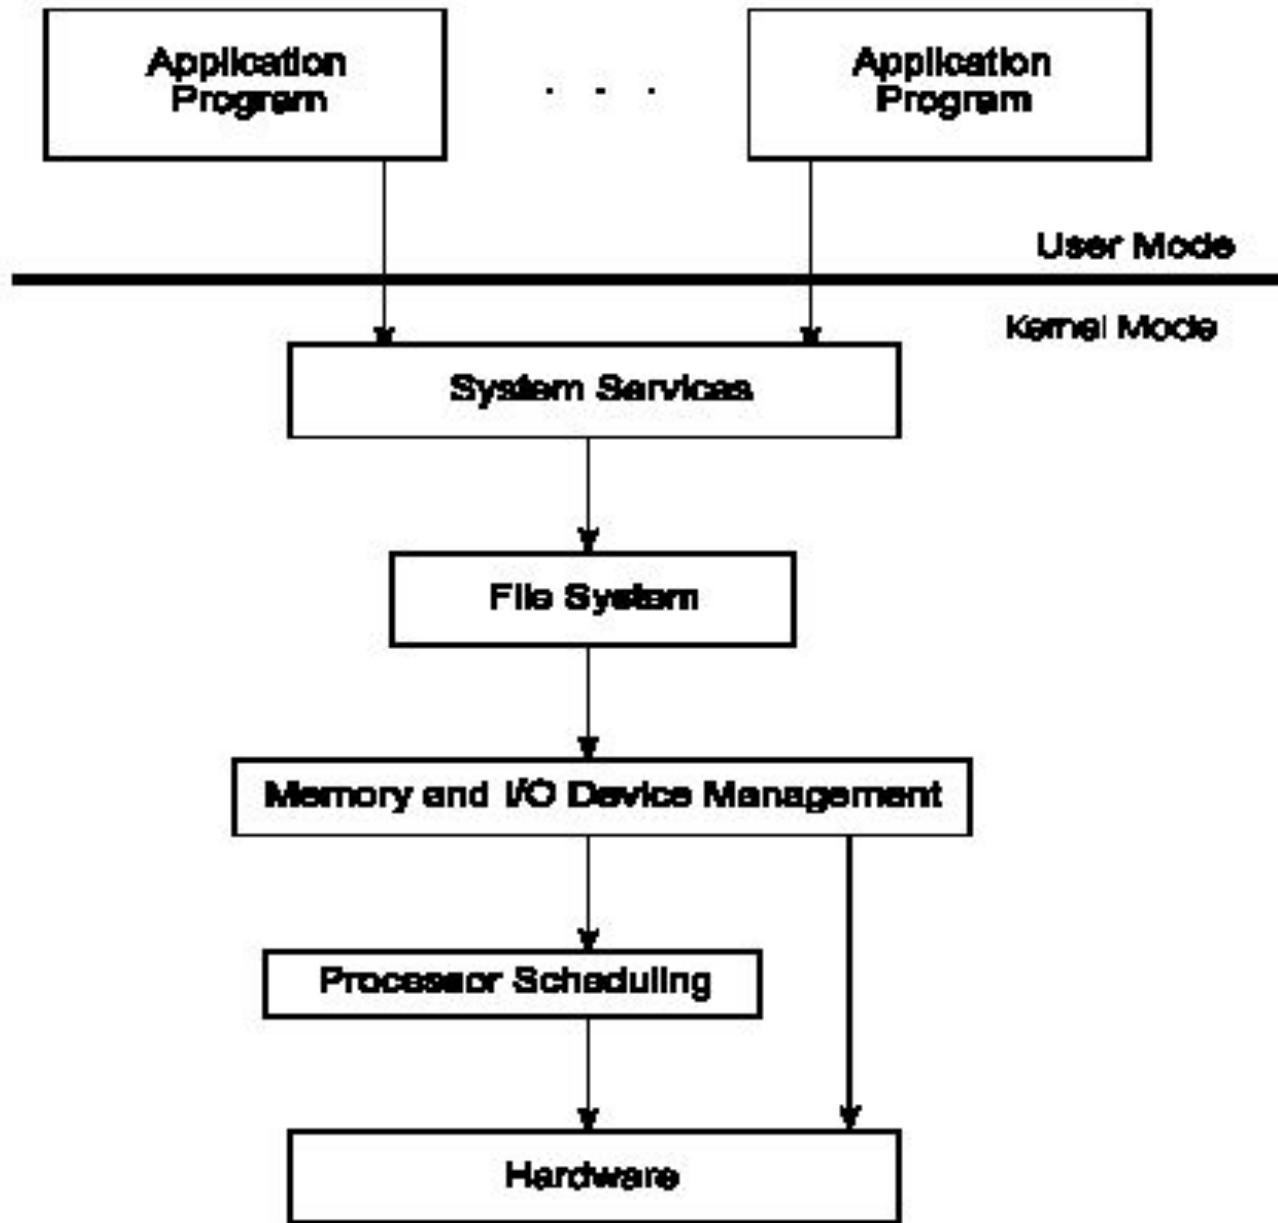 Application
Program
. . .
Application
Program
User Mode
Kernel Mode
System Services
File System
Memory and I/O Device Management
Processor Scheduling
Hardware